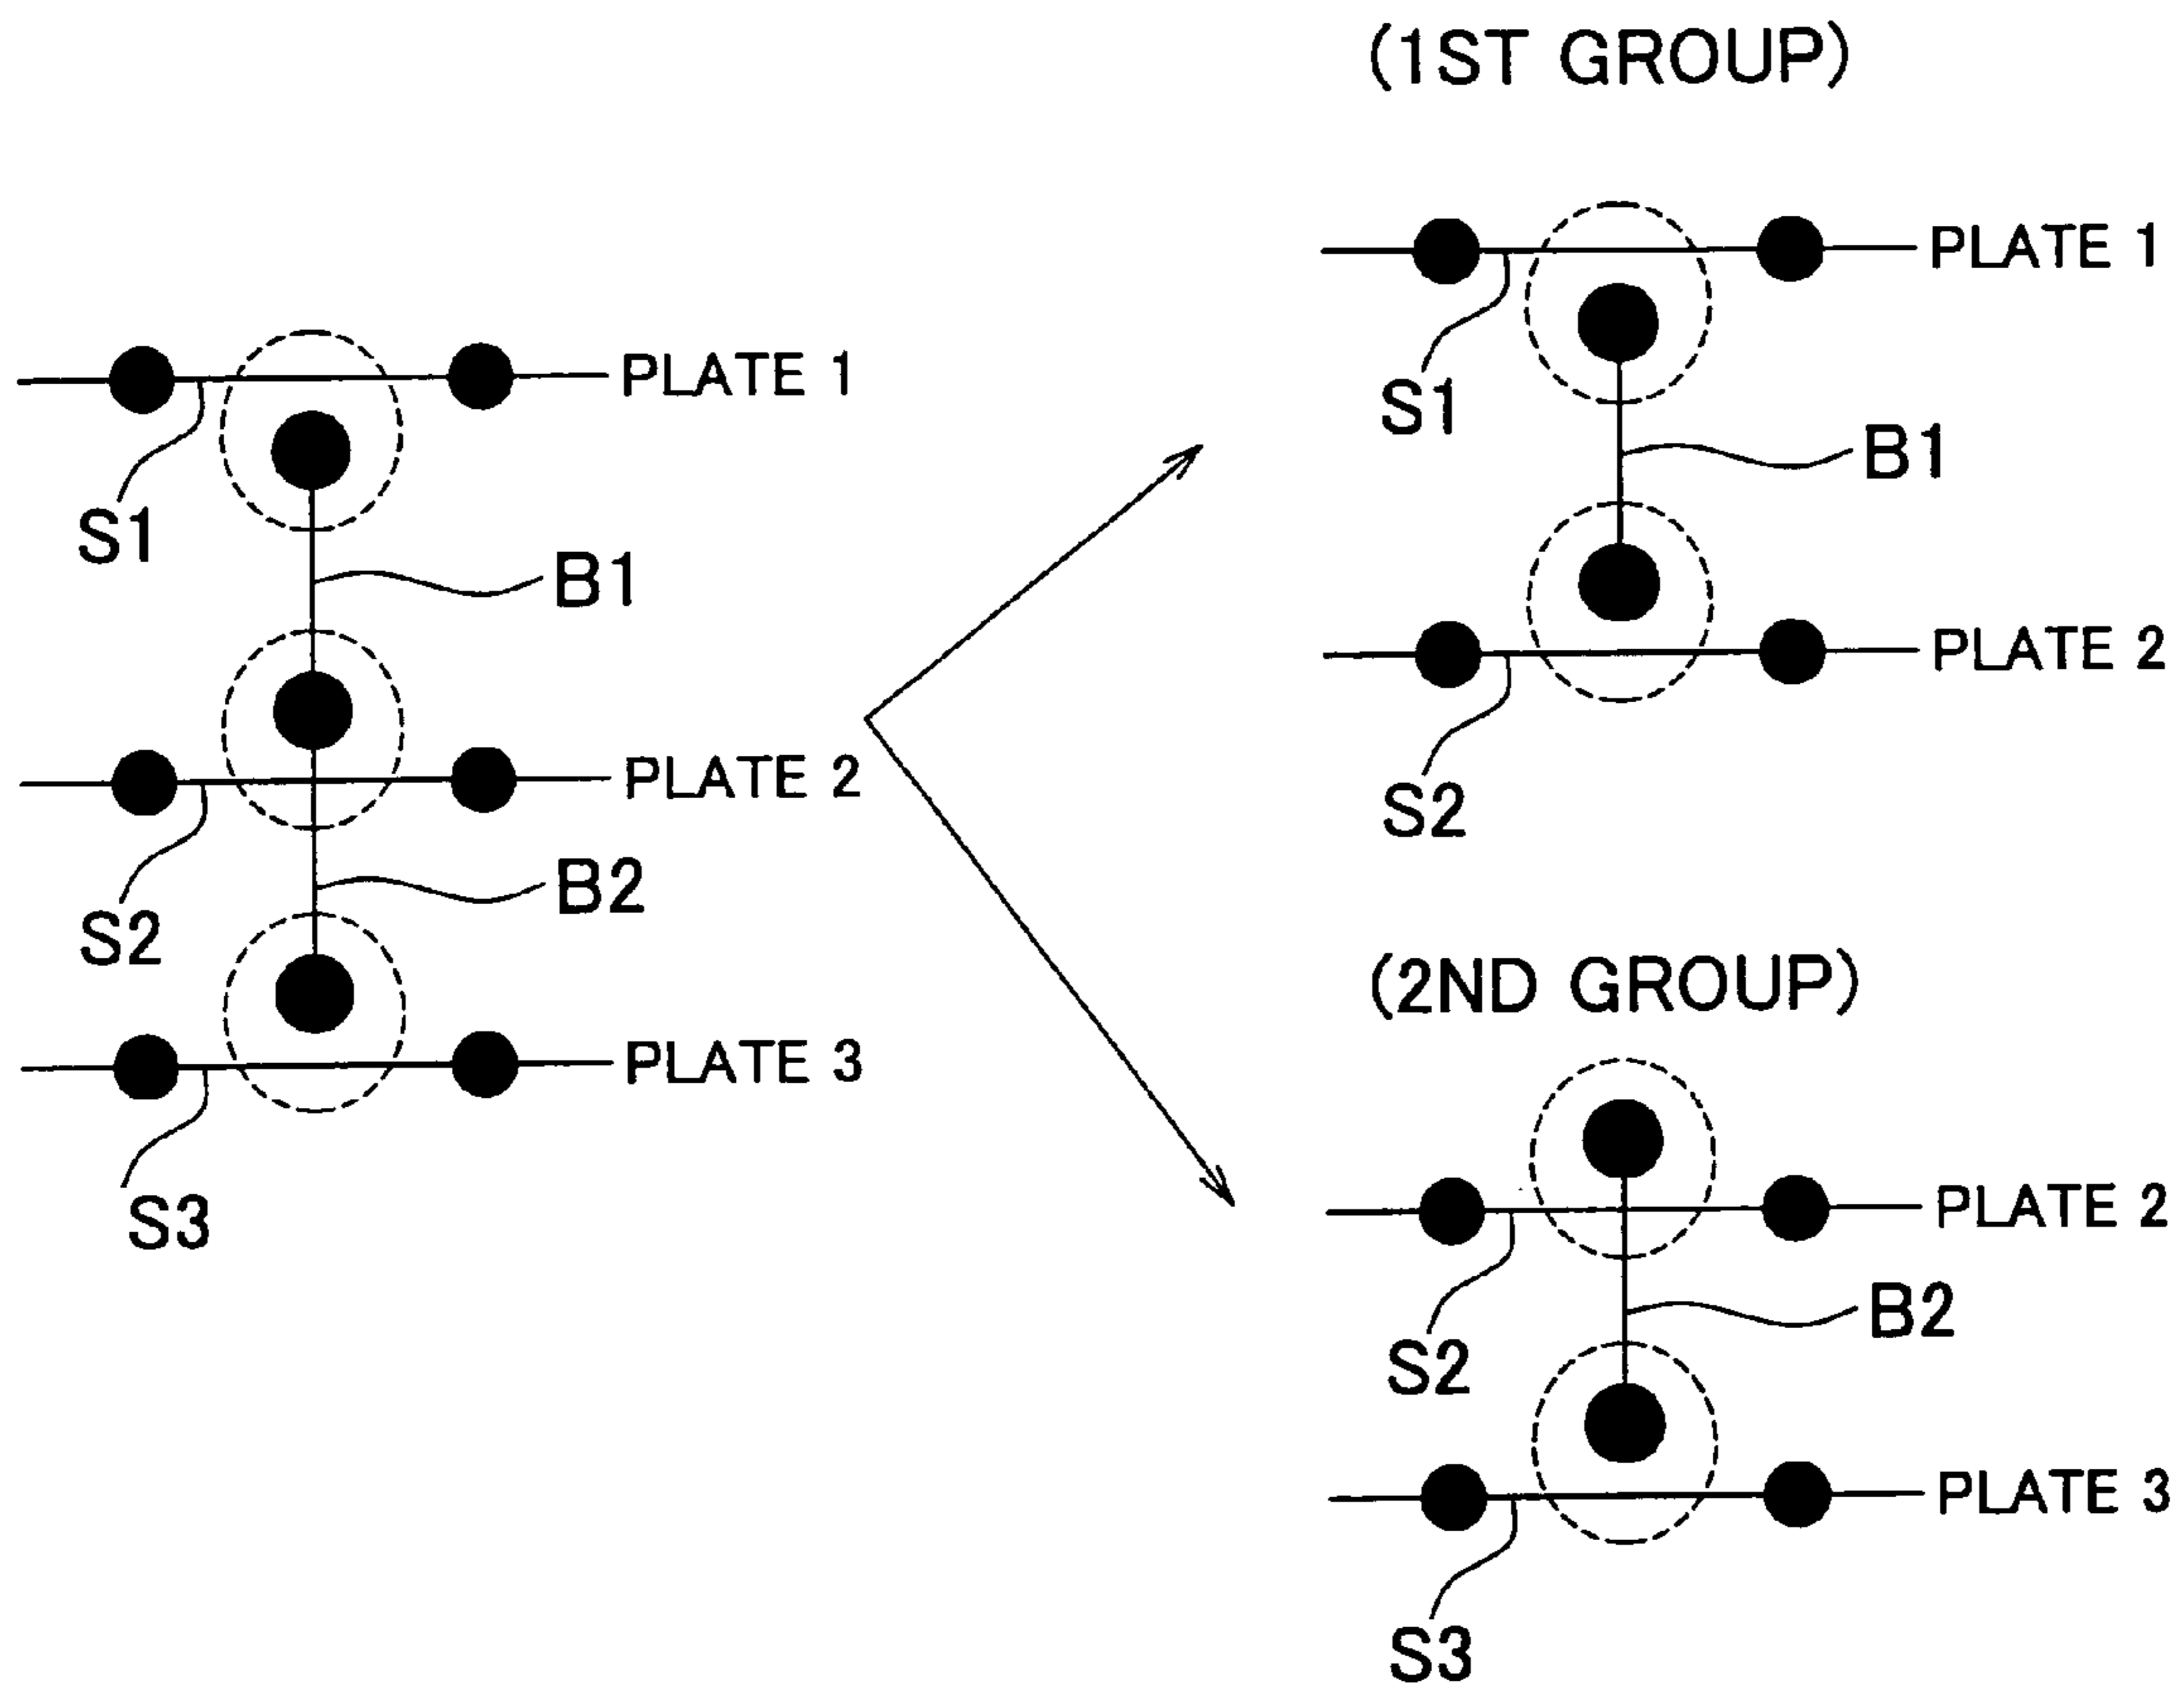 PLATE 1
S1
B1
PLATE 2
S2
B2
PLATE 3
S3
(1ST GROUP)
PLATE 1
S1
B1
PLATE 2
S2
(2ND GROUP)
PLATE 2
B2
S2
PLATE 3
S3